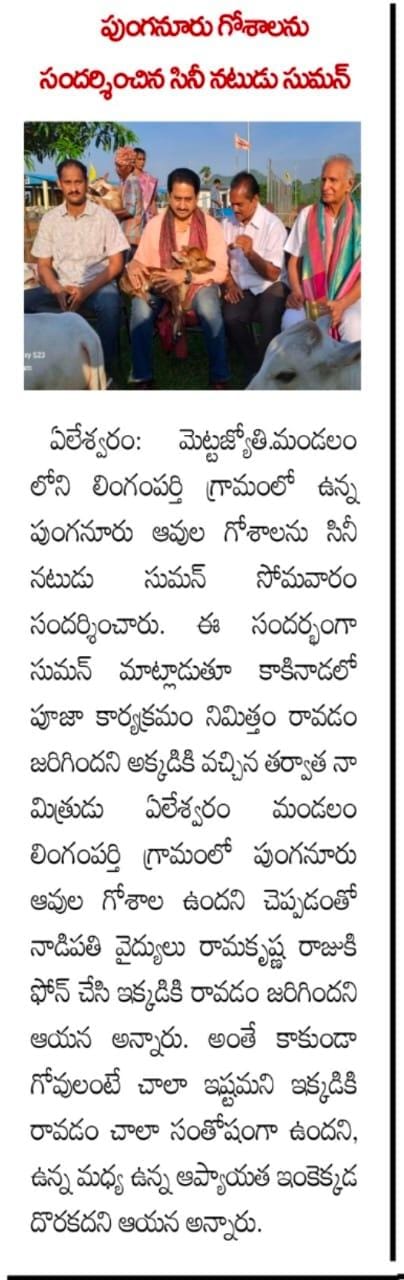 పుంగనూరు గోశాలను
సందర్శించిన సినీ నటుడు సుమన్
ay S23
am
ఏలేశ్వరం: మెట్టజ్యోతి.మండలం
లోని లింగంపర్తి గ్రామంలో ఉన్న
పుంగనూరు ఆవుల గోశాలను సినీ
నటుడు సుమన్ సోమవారం
సందర్శించారు. ఈ సందర్భంగా
సుమన్ మాట్లాడుతూ కాకినాడలో
పూజా కార్యక్రమం నిమిత్తం రావడం
జరిగిందని అక్కడికి వచ్చిన తర్వాత నా
మిత్రుడు ఏలేశ్వరం మండలం
లింగంపర్తి గ్రామంలో పుంగనూరు
ఆవుల గోశాల ఉందని చెప్పడంతో
నాడిపతి వైద్యులు రామకృష్ణ రాజుకి
ఫోన్ చేసి ఇక్కడికి రావడం జరిగిందని
ఆయన అన్నారు. అంతే కాకుండా
గోవులంటే చాలా ఇష్టమని ఇక్కడికి
రావడం చాలా సంతోషంగా ఉందని,
ఉన్న మధ్య ఉన్న ఆప్యాయత ఇంకెక్కడ
దొరకదని ఆయన అన్నారు.